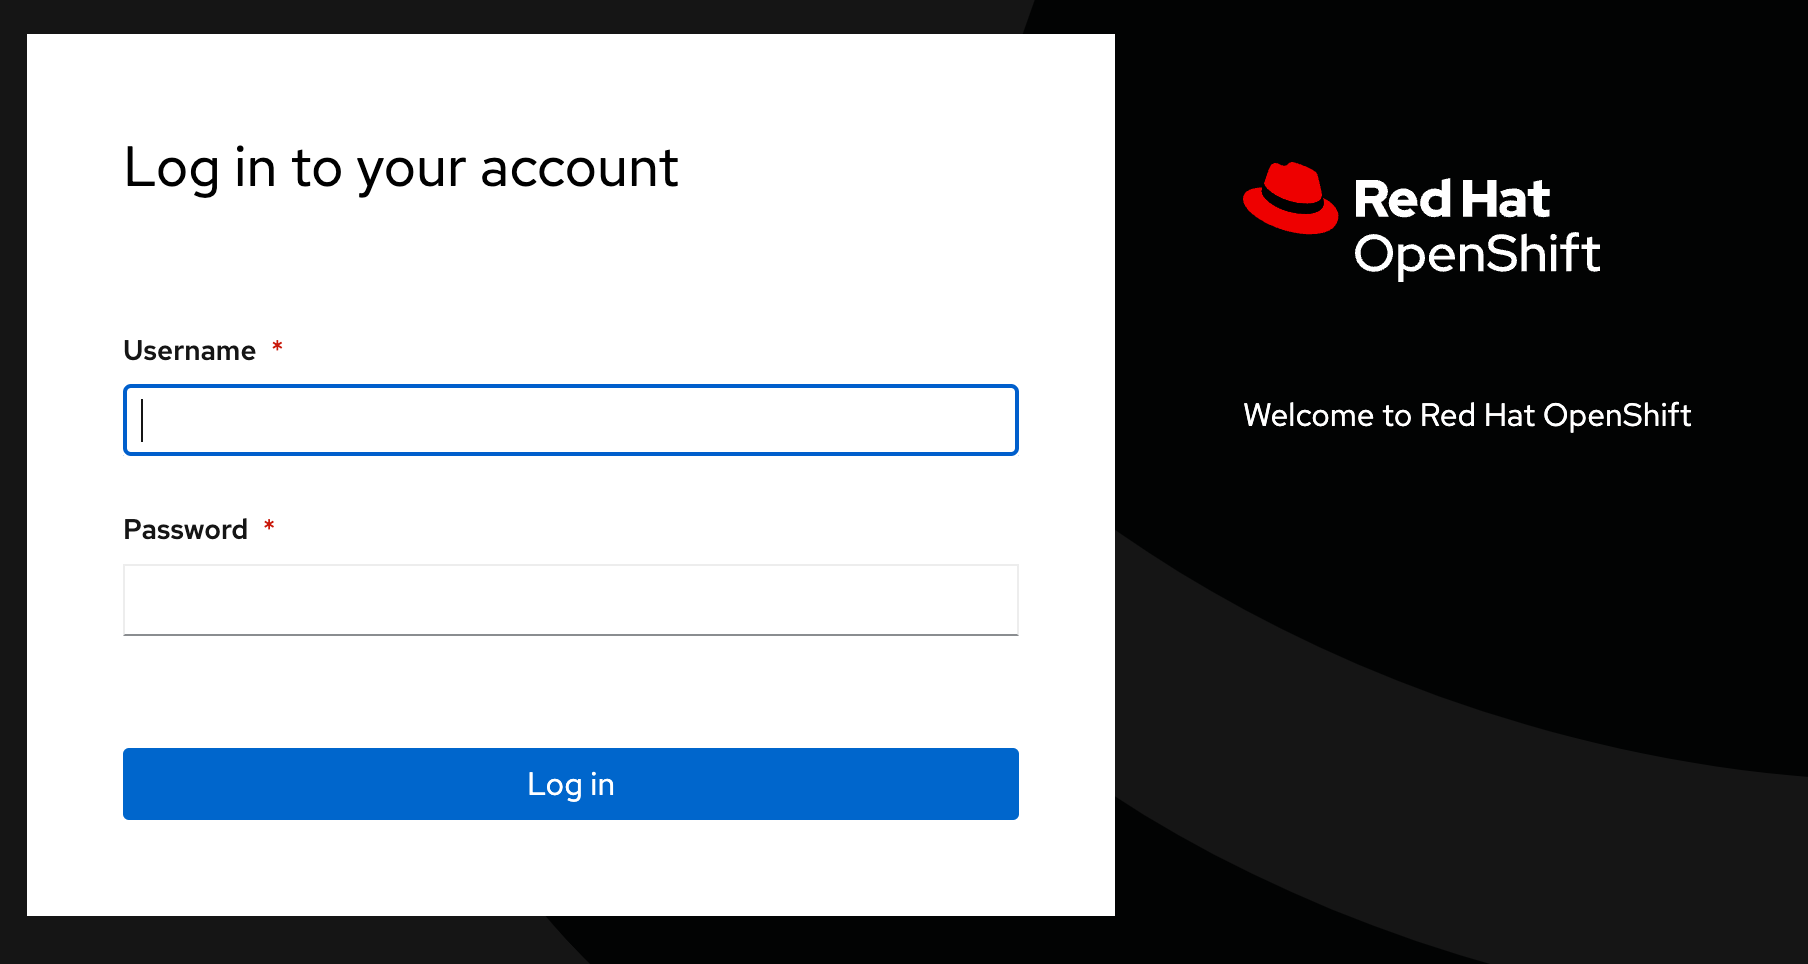 Log in to your account
Username *
Password *
Log in
Red Hat
OpenShift
Welcome to Red Hat OpenShift